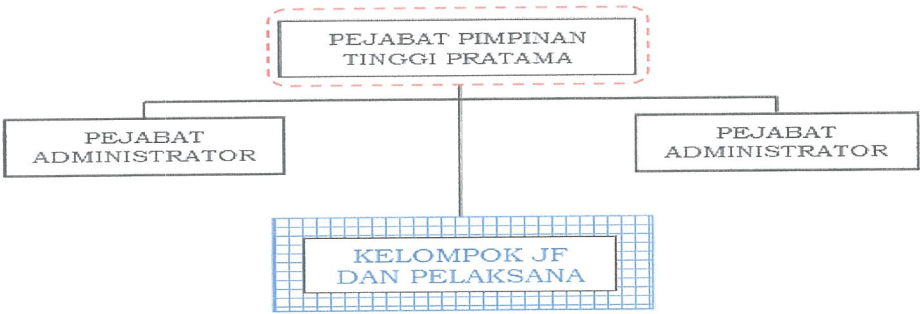 PEJABAT PIMPINAN
TINGGI PRATAMA
PEJABAT
ADMINISTRATOR
PEJABAT
ADMINISTRATOR
KELOMPOK JF
DAN PELAKSANA